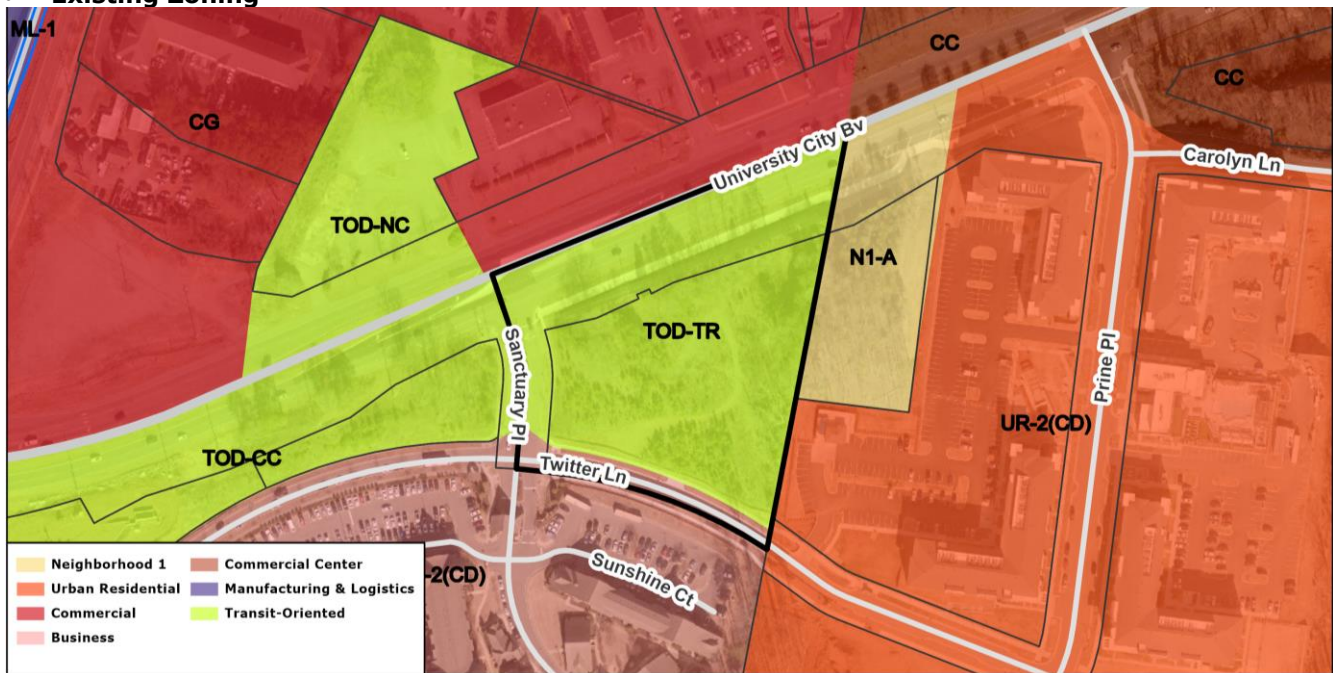 Existing Zoning
ML-1
CC
CC
CG
University City Bv
Carolyn Ln
TOD-NC
N1-A
TOD-TR
Sanctuary Pl
Prine Pl
UR-2(CD)
TOD-CC
Twitter Ln
Sunshine Ct
-2(CD)
Neighborhood 1
Urban Residential
Commercial
Business
Commercial Center
Manufacturing & Logistics
Transit-Oriented